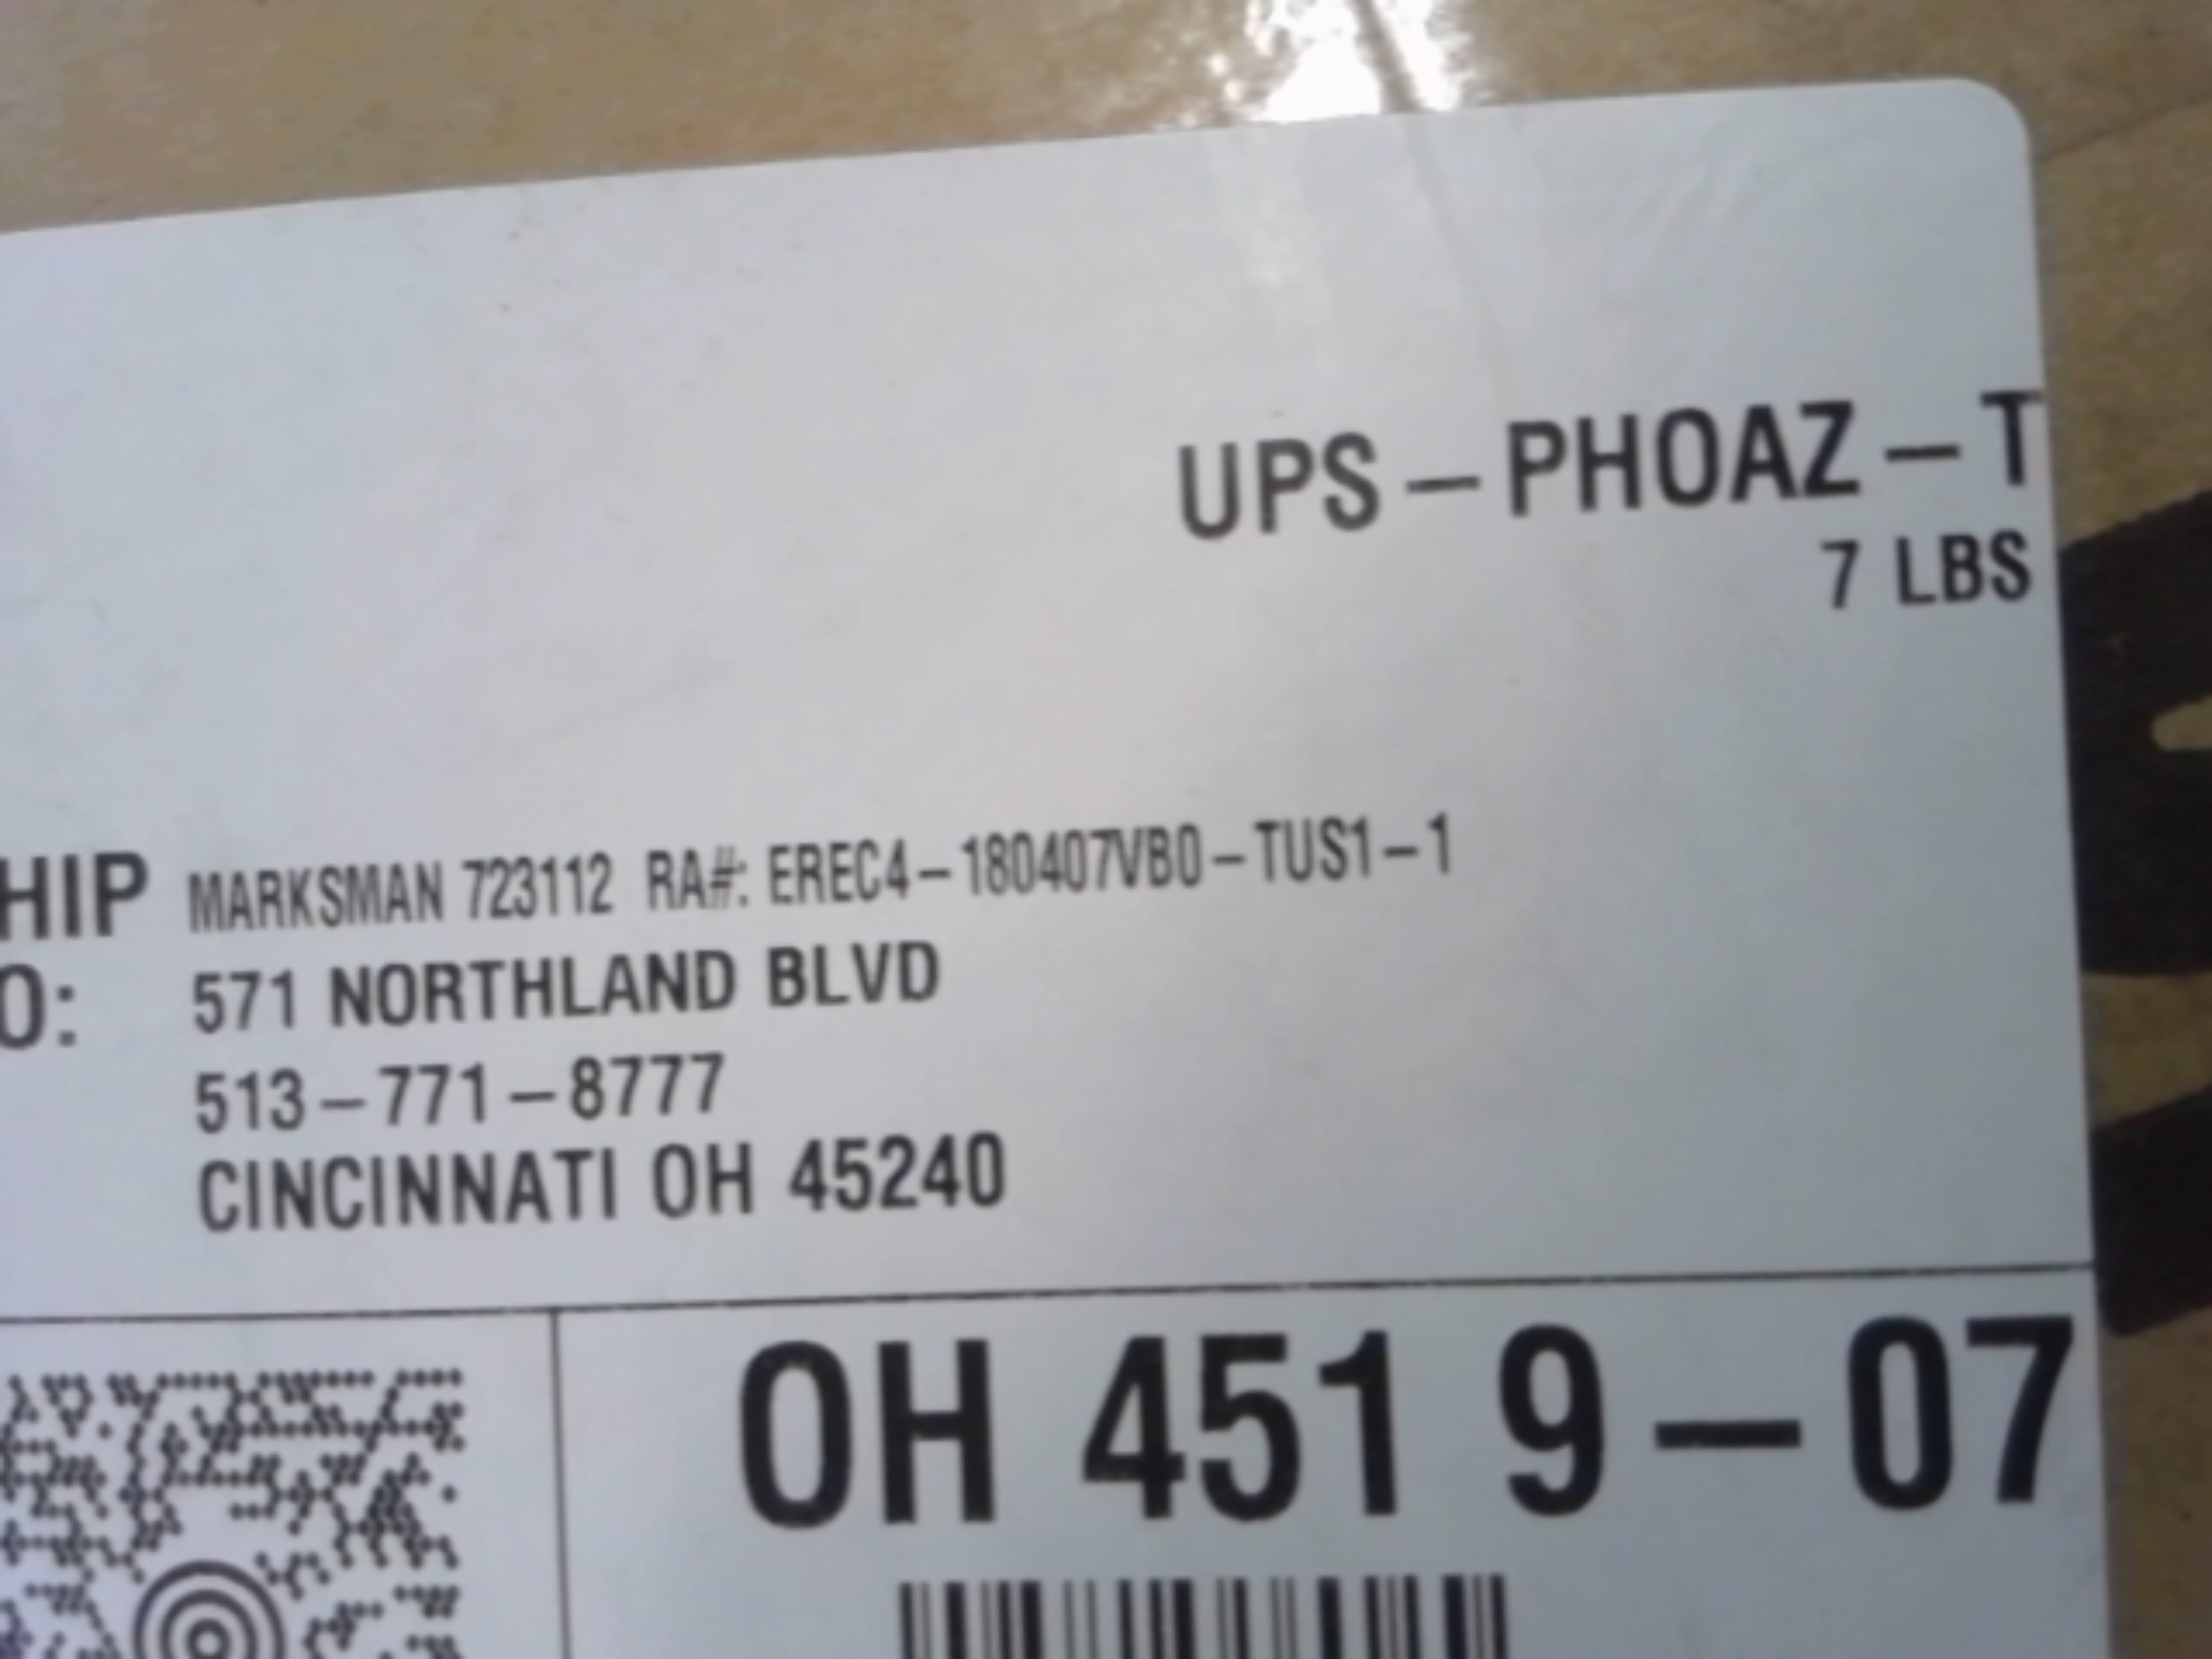 UPS – PHOAZ – T
7 LBS
HIP MARKSMAN 723112 RA#: EREC4–180407VB0–TUS1–1
O: 571 NORTHLAND BLVD
513–771–8777
CINCINNATI OH 45240
OH 451 9–07